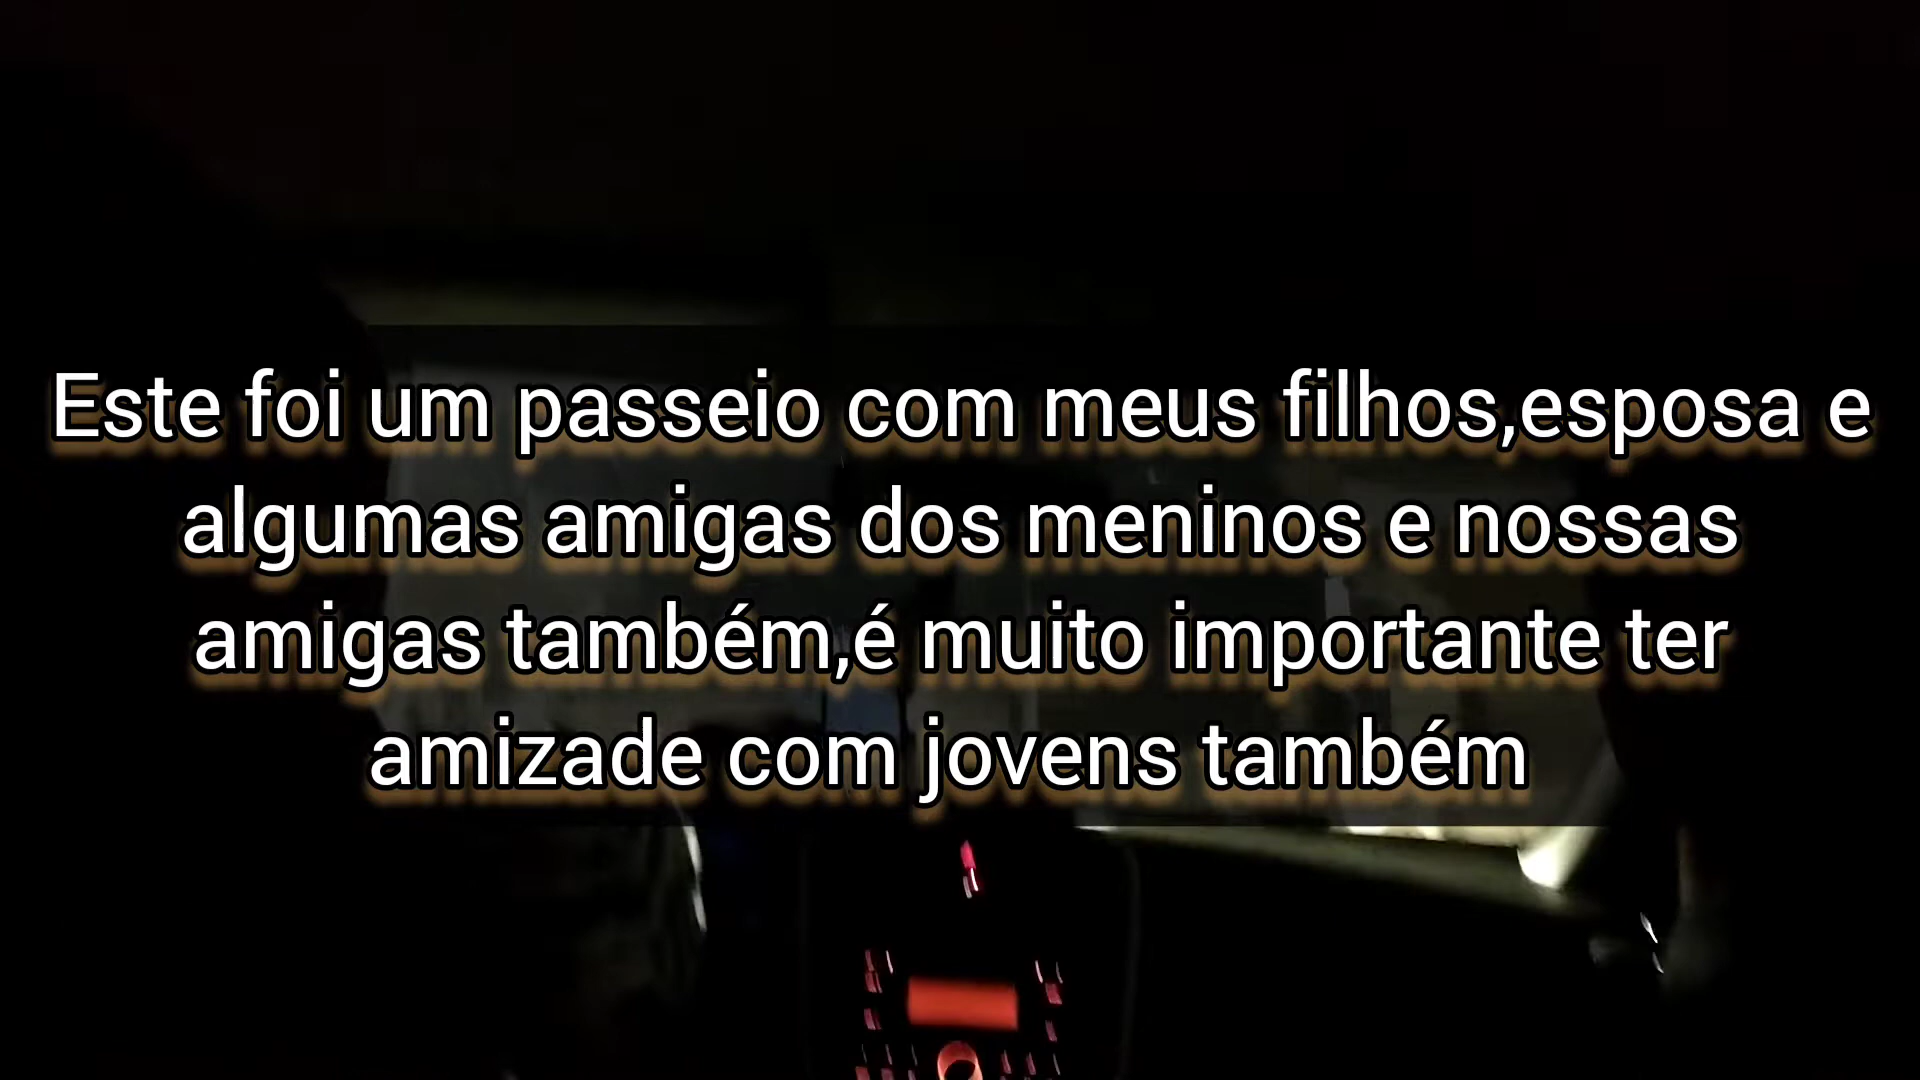 Este foi um passeio com meus filhos,esposa e
algumas amigas dos meninos e nossas
amigas também,é muito importante ter
amizade com jovens também